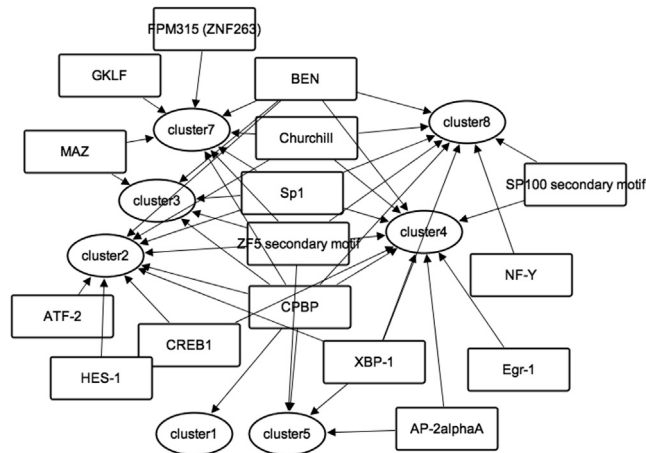 FPM315 (ZNF263)
GKLF
BEN
cluster7
cluster8
Churchill
MAZ
cluster3
Sp1
SP100 secondary motif
cluster4
ZF5 secondary motif
cluster2
NF-Y
CPBP
ATF-2
CREB1
XBP-1
Egr-1
HES-1
cluster1
cluster5
AP-2alphaA